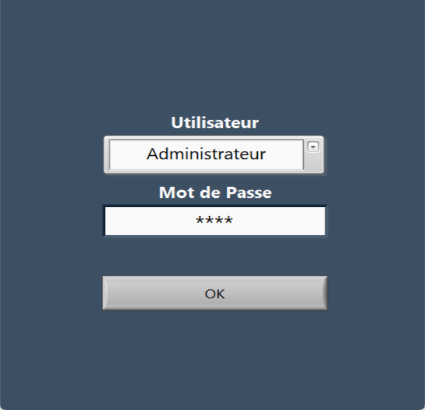 Utilisateur
Administrateur
Mot de Passe
****
OK